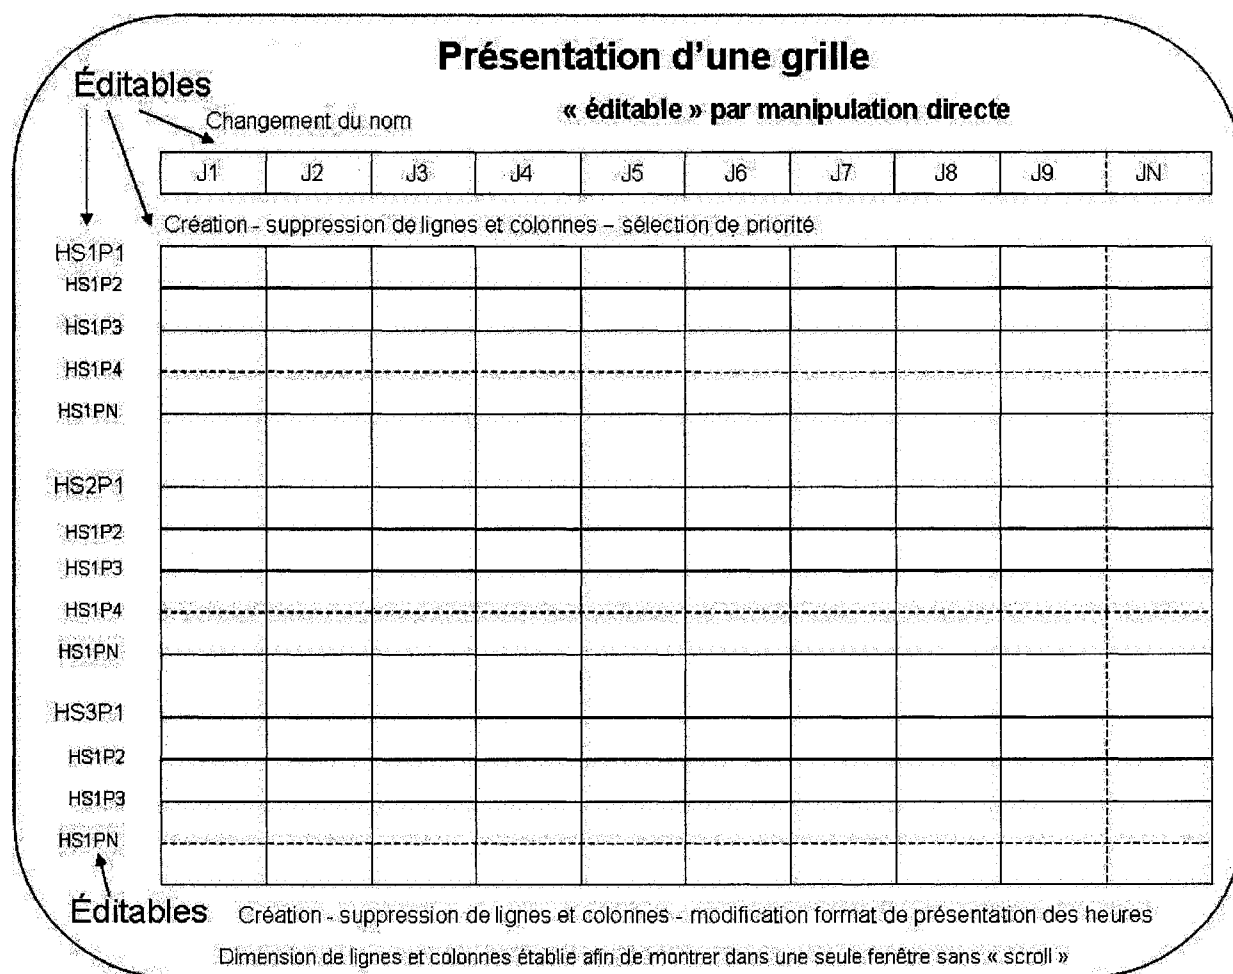 Présentation d'une grille
Éditables
« éditable » par manipulation directe
Changement du nom
J1 J2 J3 J4 J5 J6 J7 J8 J9 JN
Création - suppression de lignes et colonnes – sélection de priorité
HS1P1
HS1P2
HS1P3
HS1P4
HS1PN
HS2P1
HS1P2
HS1P3
HS1P4
HS1PN
HS3P1
HS1P2
HS1P3
HS1PN
Éditables Création - suppression de lignes et colonnes - modification format de présentation des heures
Dimension de lignes et colonnes établie afin de montrer dans une seule fenêtre sans « scroll »